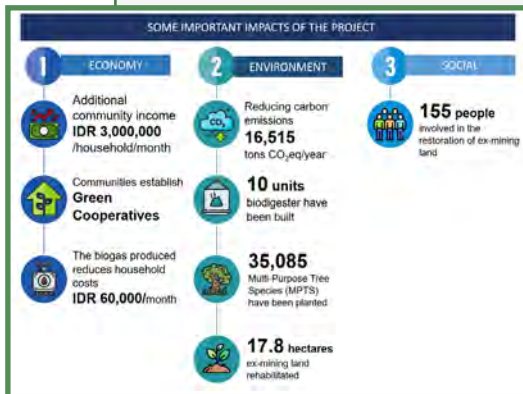 SOME IMPORTANT IMPACTS OF THE PROJECT
1 ECONOMY
Additional
community income
IDR 3,000,000
/household/month
Communities establish
Green
Cooperatives
The biogas produced
reduces household
costs
IDR 60,000/month
2 ENVIRONMENT
CO₂
Reducing carbon
emissions
16,515
tons CO₂eq/year
10 units
biodigester have
been built
35,085
Multi-Purpose Tree
Species (MPTS)
have been planted
17.8 hectares
ex-mining land
rehabilitated
3 SOCIAL
155 people
involved in the
restoration of ex-mining
land